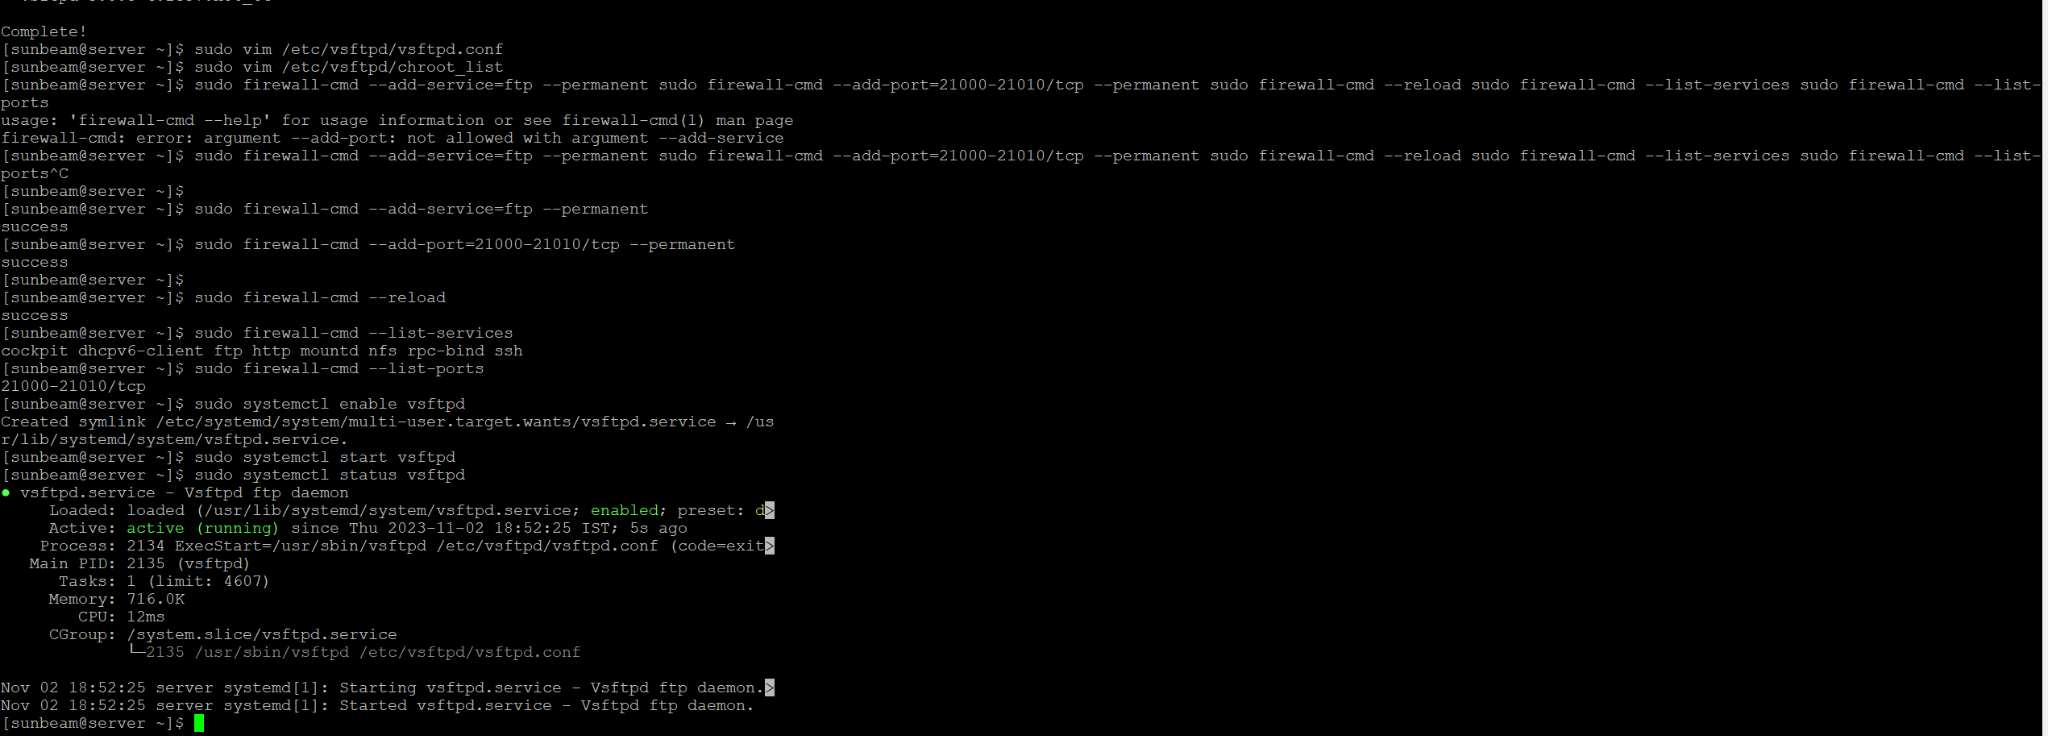 Complete!
[sunbeam@server ~]$ sudo vim /etc/vsftpd/vsftpd.conf
[sunbeam@server ~]$ sudo vim /etc/vsftpd/chroot_list
[sunbeam@server ~]$ sudo firewall-cmd --add-service=ftp --permanent sudo firewall-cmd --add-port=21000-21010/tcp --permanent sudo firewall-cmd --reload sudo firewall-cmd --list-services sudo firewall-cmd --list-
ports
usage: 'firewall-cmd --help' for usage information or see firewall-cmd(1) man page
firewall-cmd: error: argument --add-port: not allowed with argument --add-service
[sunbeam@server ~]$ sudo firewall-cmd --add-service=ftp --permanent sudo firewall-cmd --add-port=21000-21010/tcp --permanent sudo firewall-cmd --reload sudo firewall-cmd --list-services sudo firewall-cmd --list-
ports^C
[sunbeam@server ~]$
[sunbeam@server ~]$ sudo firewall-cmd --add-service=ftp --permanent
success
[sunbeam@server ~]$ sudo firewall-cmd --add-port=21000-21010/tcp --permanent
success
[sunbeam@server ~]$
[sunbeam@server ~]$ sudo firewall-cmd --reload
success
[sunbeam@server ~]$ sudo firewall-cmd --list-services
cockpit dhcpv6-client ftp http mountd nfs rpc-bind ssh
[sunbeam@server ~]$ sudo firewall-cmd --list-ports
21000-21010/tcp
[sunbeam@server ~]$ sudo systemctl enable vsftpd
Created symlink /etc/systemd/system/multi-user.target.wants/vsftpd.service → /us
r/lib/systemd/system/vsftpd.service.
[sunbeam@server ~]$ sudo systemctl start vsftpd
[sunbeam@server ~]$ sudo systemctl status vsftpd
● vsftpd.service - Vsftpd ftp daemon
     Loaded: loaded (/usr/lib/systemd/system/vsftpd.service; enabled; preset: d>
     Active: active (running) since Thu 2023-11-02 18:52:25 IST; 5s ago
    Process: 2134 ExecStart=/usr/sbin/vsftpd /etc/vsftpd/vsftpd.conf (code=exit>
   Main PID: 2135 (vsftpd)
      Tasks: 1 (limit: 4607)
     Memory: 716.0K
        CPU: 12ms
     CGroup: /system.slice/vsftpd.service
             └─2135 /usr/sbin/vsftpd /etc/vsftpd/vsftpd.conf
Nov 02 18:52:25 server systemd[1]: Starting vsftpd.service - Vsftpd ftp daemon.>
Nov 02 18:52:25 server systemd[1]: Started vsftpd.service - Vsftpd ftp daemon.
[sunbeam@server ~]$